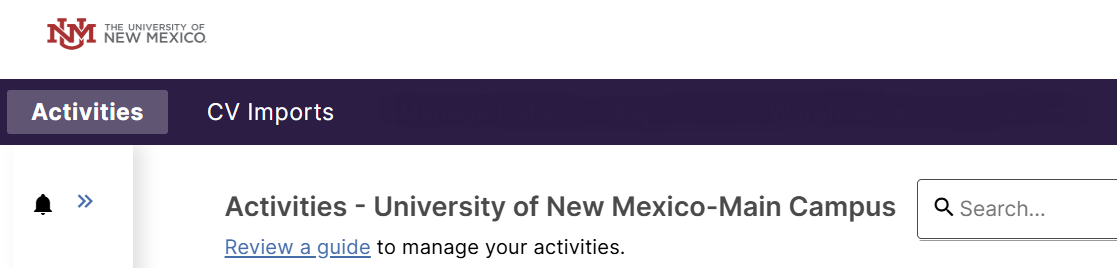 THE UNIVERSITY OF
NEW MEXICO.
Activities CV Imports
Activities - University of New Mexico-Main Campus
Search...
Review a guide to manage your activities.